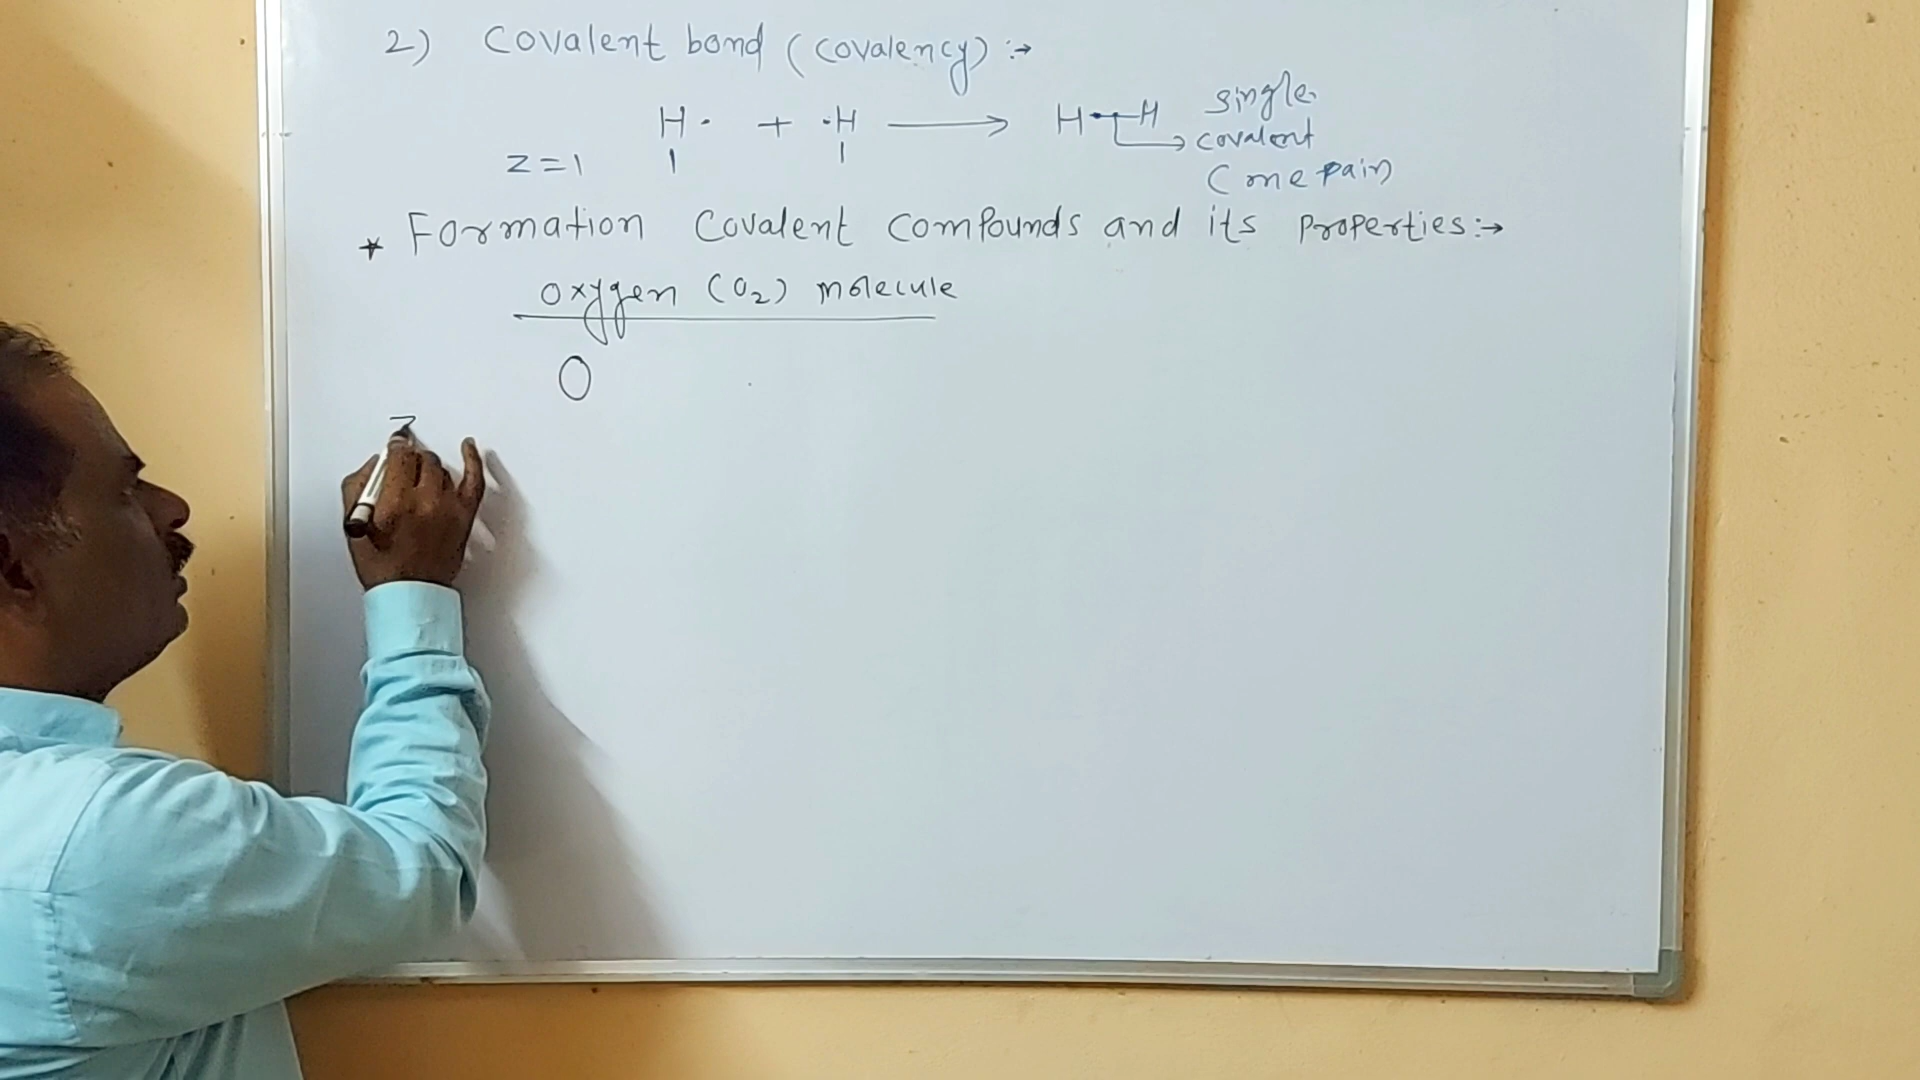 2) Covalent bond (covalency) :→
H· + ·H ⟶ H—H single
covalent
z=1 1 1 (one pair)
* Formation Covalent compounds and its properties:→
oxygen (O₂) molecule
O
z